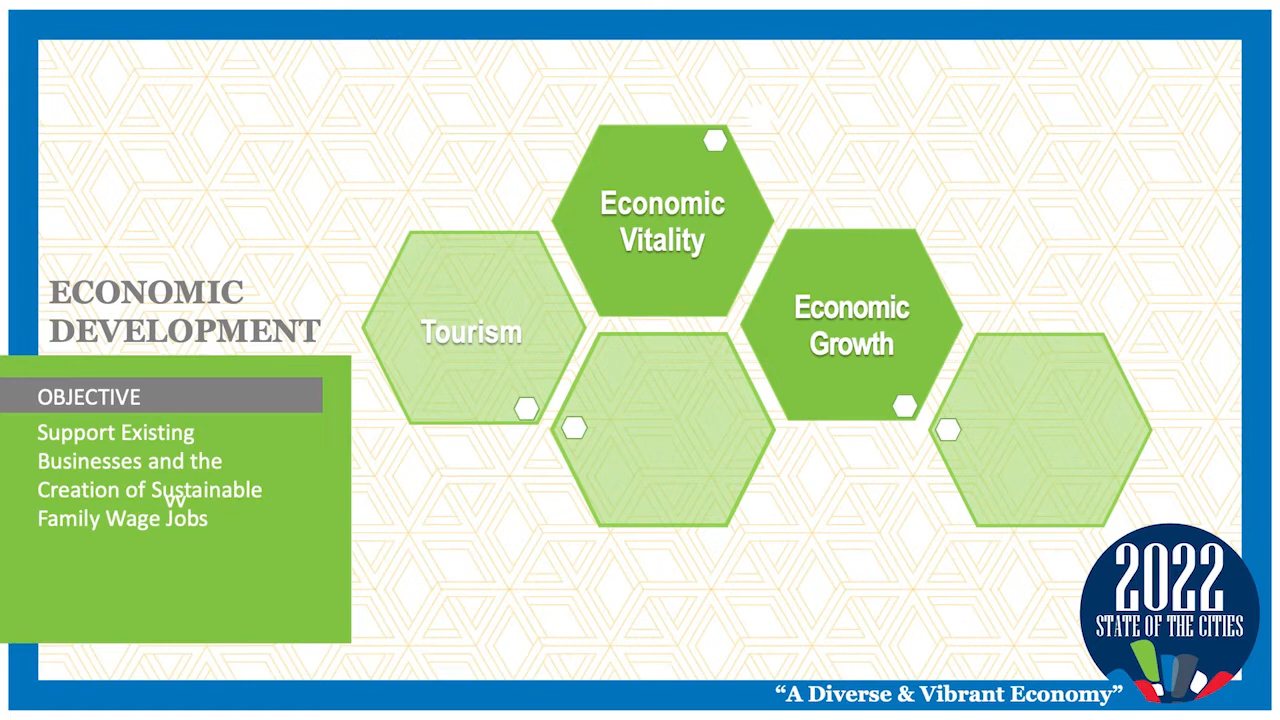 ECONOMIC
DEVELOPMENT
OBJECTIVE
Support Existing
Businesses and the
Creation of Sustainable
vv
Family Wage Jobs
Tourism
Economic
Vitality
Economic
Growth
2022
STATE OF THE CITIES
“A Diverse & Vibrant Economy”